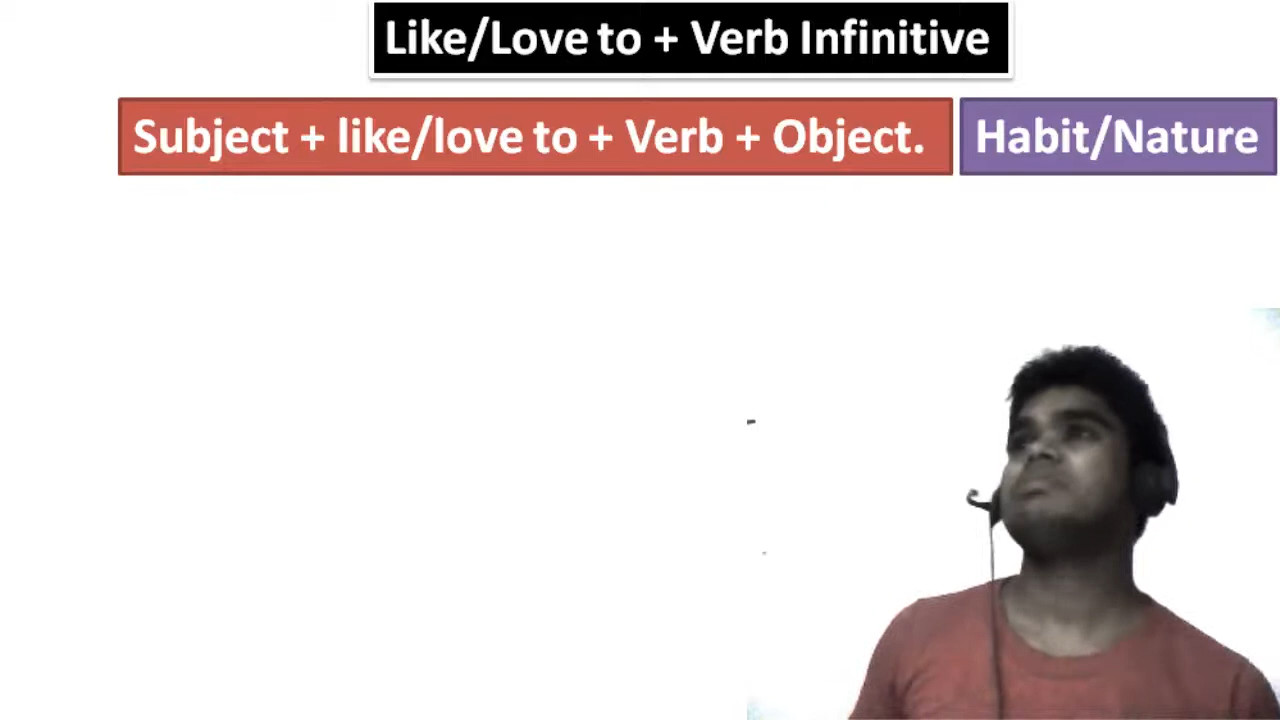 Like/Love to + Verb Infinitive
Subject + like/love to + Verb + Object.
Habit/Nature